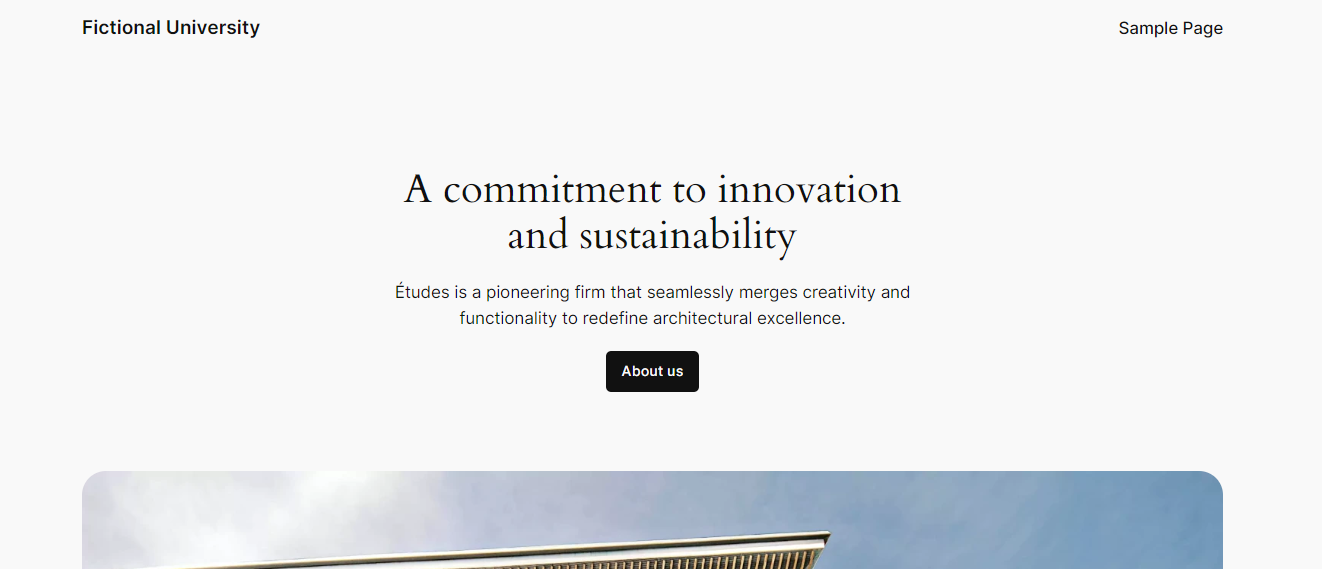 Fictional University
Sample Page
A commitment to innovation
and sustainability
Études is a pioneering firm that seamlessly merges creativity and
functionality to redefine architectural excellence.
About us